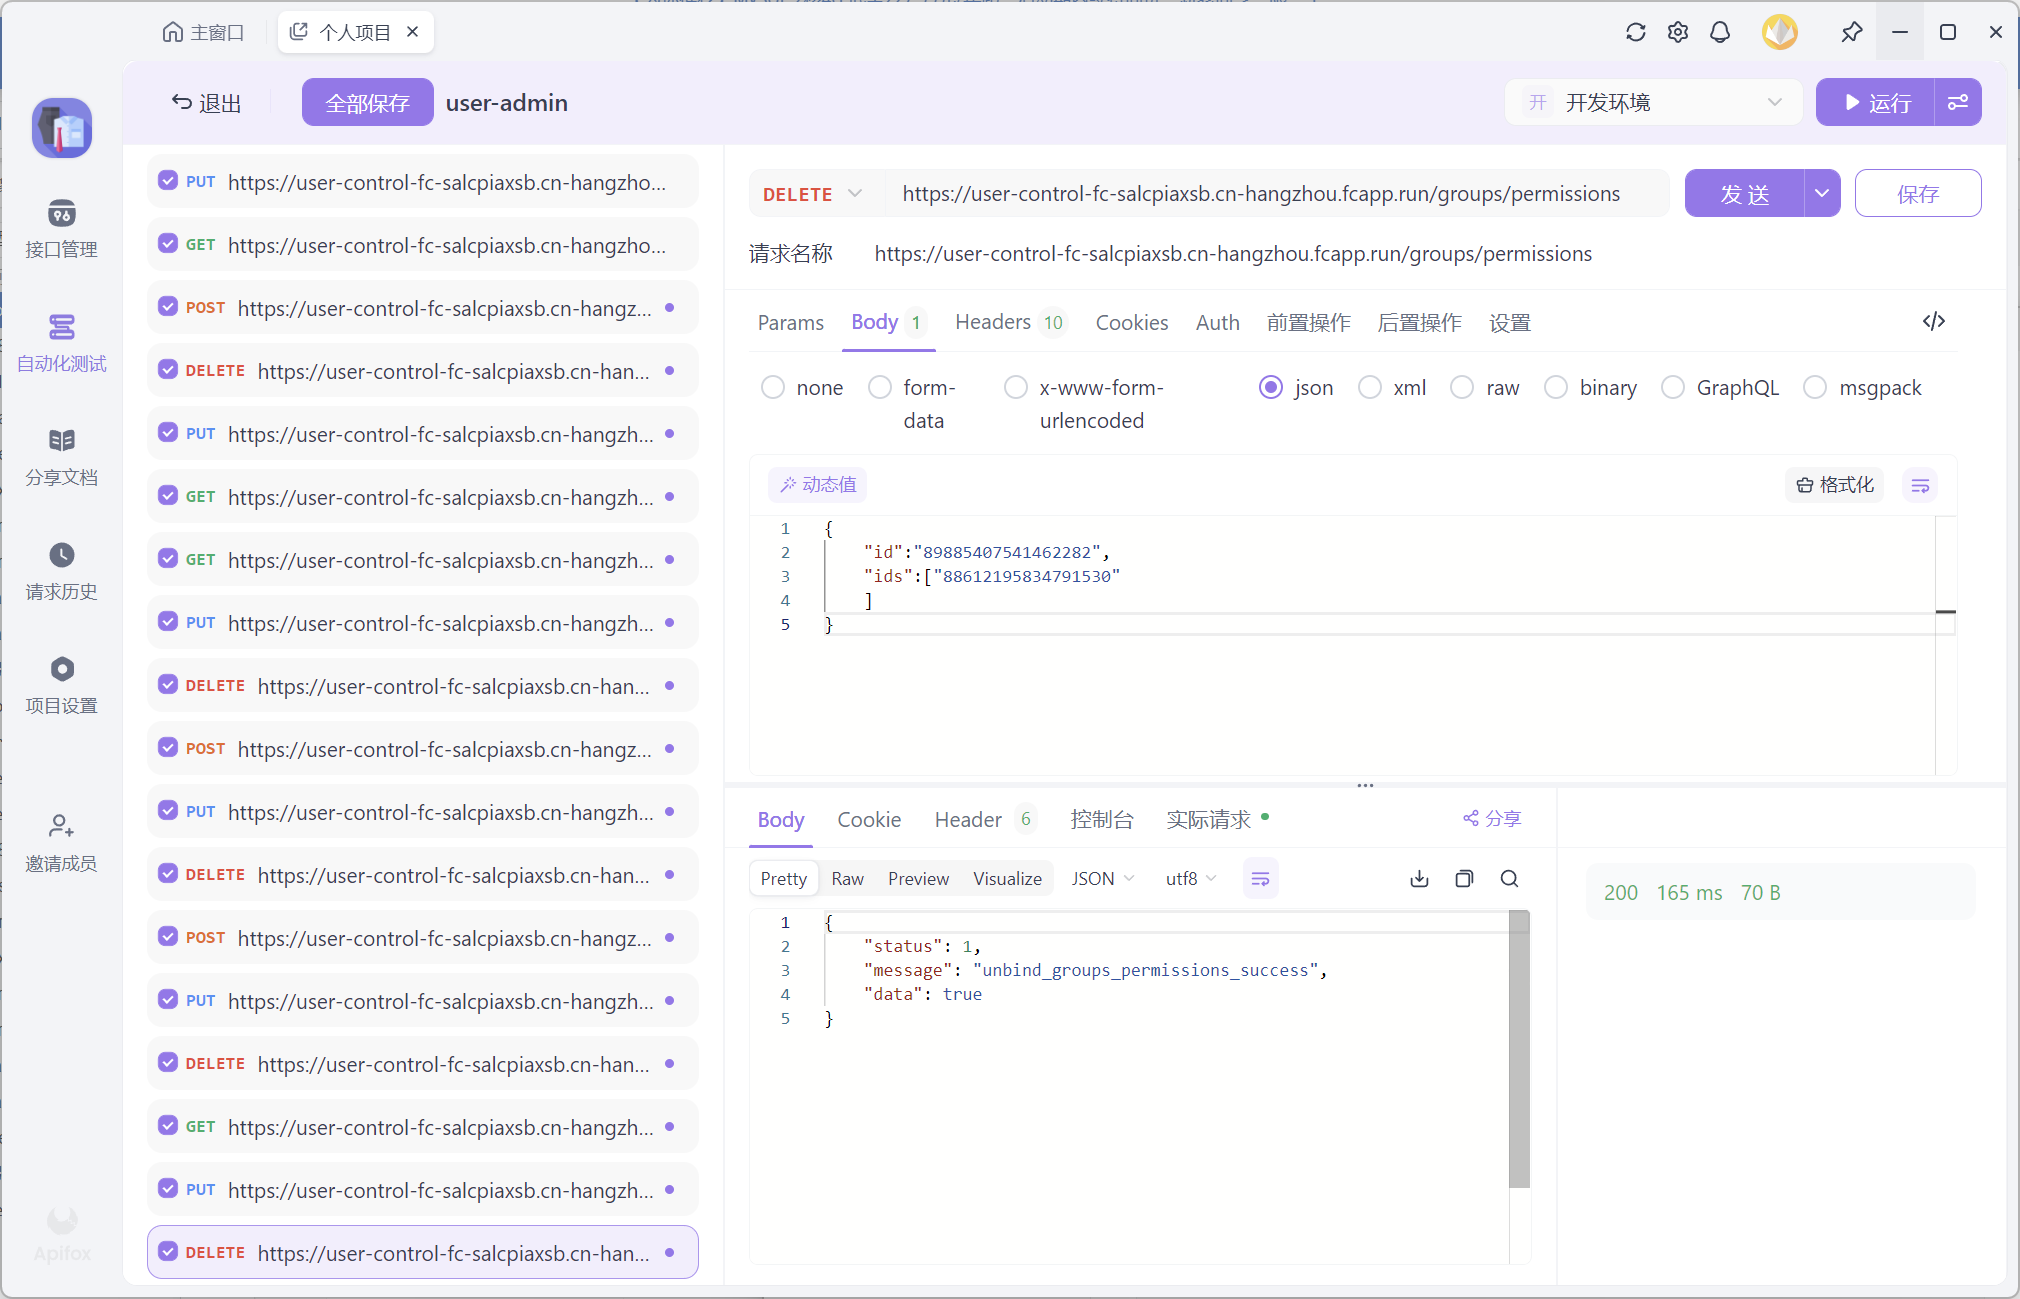 主窗口
个人项目
退出
全部保存
user-admin
开 开发环境
运行
接口管理
自动化测试
分享文档
请求历史
项目设置
邀请成员
Apifox
PUT https://user-control-fc-salcpiaxsb.cn-hangzho...
GET https://user-control-fc-salcpiaxsb.cn-hangzho...
POST https://user-control-fc-salcpiaxsb.cn-hangz...
DELETE https://user-control-fc-salcpiaxsb.cn-han...
PUT https://user-control-fc-salcpiaxsb.cn-hangzh...
GET https://user-control-fc-salcpiaxsb.cn-hangzh...
GET https://user-control-fc-salcpiaxsb.cn-hangzh...
PUT https://user-control-fc-salcpiaxsb.cn-hangzh...
DELETE https://user-control-fc-salcpiaxsb.cn-han...
POST https://user-control-fc-salcpiaxsb.cn-hangz...
PUT https://user-control-fc-salcpiaxsb.cn-hangzh...
DELETE https://user-control-fc-salcpiaxsb.cn-han...
POST https://user-control-fc-salcpiaxsb.cn-hangz...
PUT https://user-control-fc-salcpiaxsb.cn-hangzh...
DELETE https://user-control-fc-salcpiaxsb.cn-han...
GET https://user-control-fc-salcpiaxsb.cn-hangzh...
PUT https://user-control-fc-salcpiaxsb.cn-hangzh...
DELETE https://user-control-fc-salcpiaxsb.cn-han...
DELETE https://user-control-fc-salcpiaxsb.cn-hangzhou.fcapp.run/groups/permissions
发 送
保存
请求名称 https://user-control-fc-salcpiaxsb.cn-hangzhou.fcapp.run/groups/permissions
Params Body 1 Headers 10 Cookies Auth 前置操作 后置操作 设置
none form-data x-www-form-urlencoded json xml raw binary GraphQL msgpack
动态值
格式化
1 {
2 "id":"89885407541462282",
3 "ids":["88612195834791530"
4 ]
5 }
Body Cookie Header 6 控制台 实际请求
分享
Pretty Raw Preview Visualize JSON utf8
1 {
2 "status": 1,
3 "message": "unbind_groups_permissions_success",
4 "data": true
5 }
200 165 ms 70 B